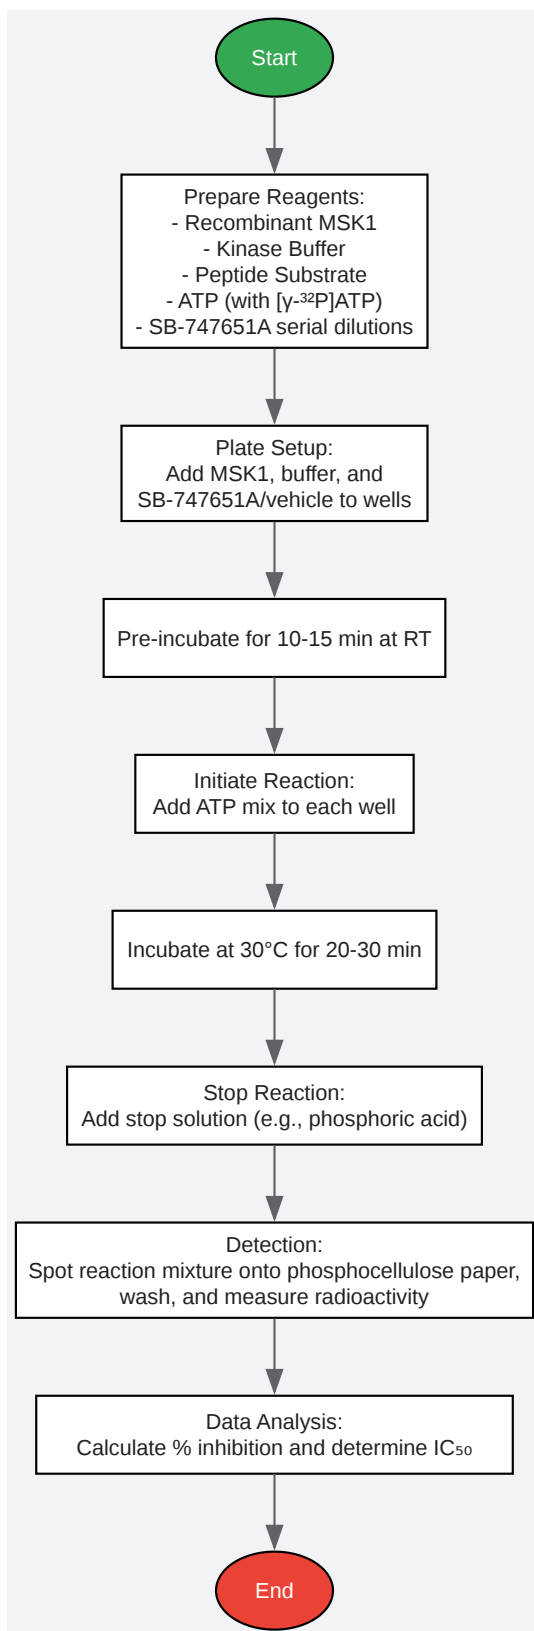 Start
Prepare Reagents:
- Recombinant MSK1
- Kinase Buffer
- Peptide Substrate
- ATP (with [γ-³²P]ATP)
- SB-747651A serial dilutions
Plate Setup:
Add MSK1, buffer, and
SB-747651A/vehicle to wells
Pre-incubate for 10-15 min at RT
Initiate Reaction:
Add ATP mix to each well
Incubate at 30°C for 20-30 min
Stop Reaction:
Add stop solution (e.g., phosphoric acid)
Detection:
Spot reaction mixture onto phosphocellulose paper,
wash, and measure radioactivity
Data Analysis:
Calculate % inhibition and determine IC₅₀
End